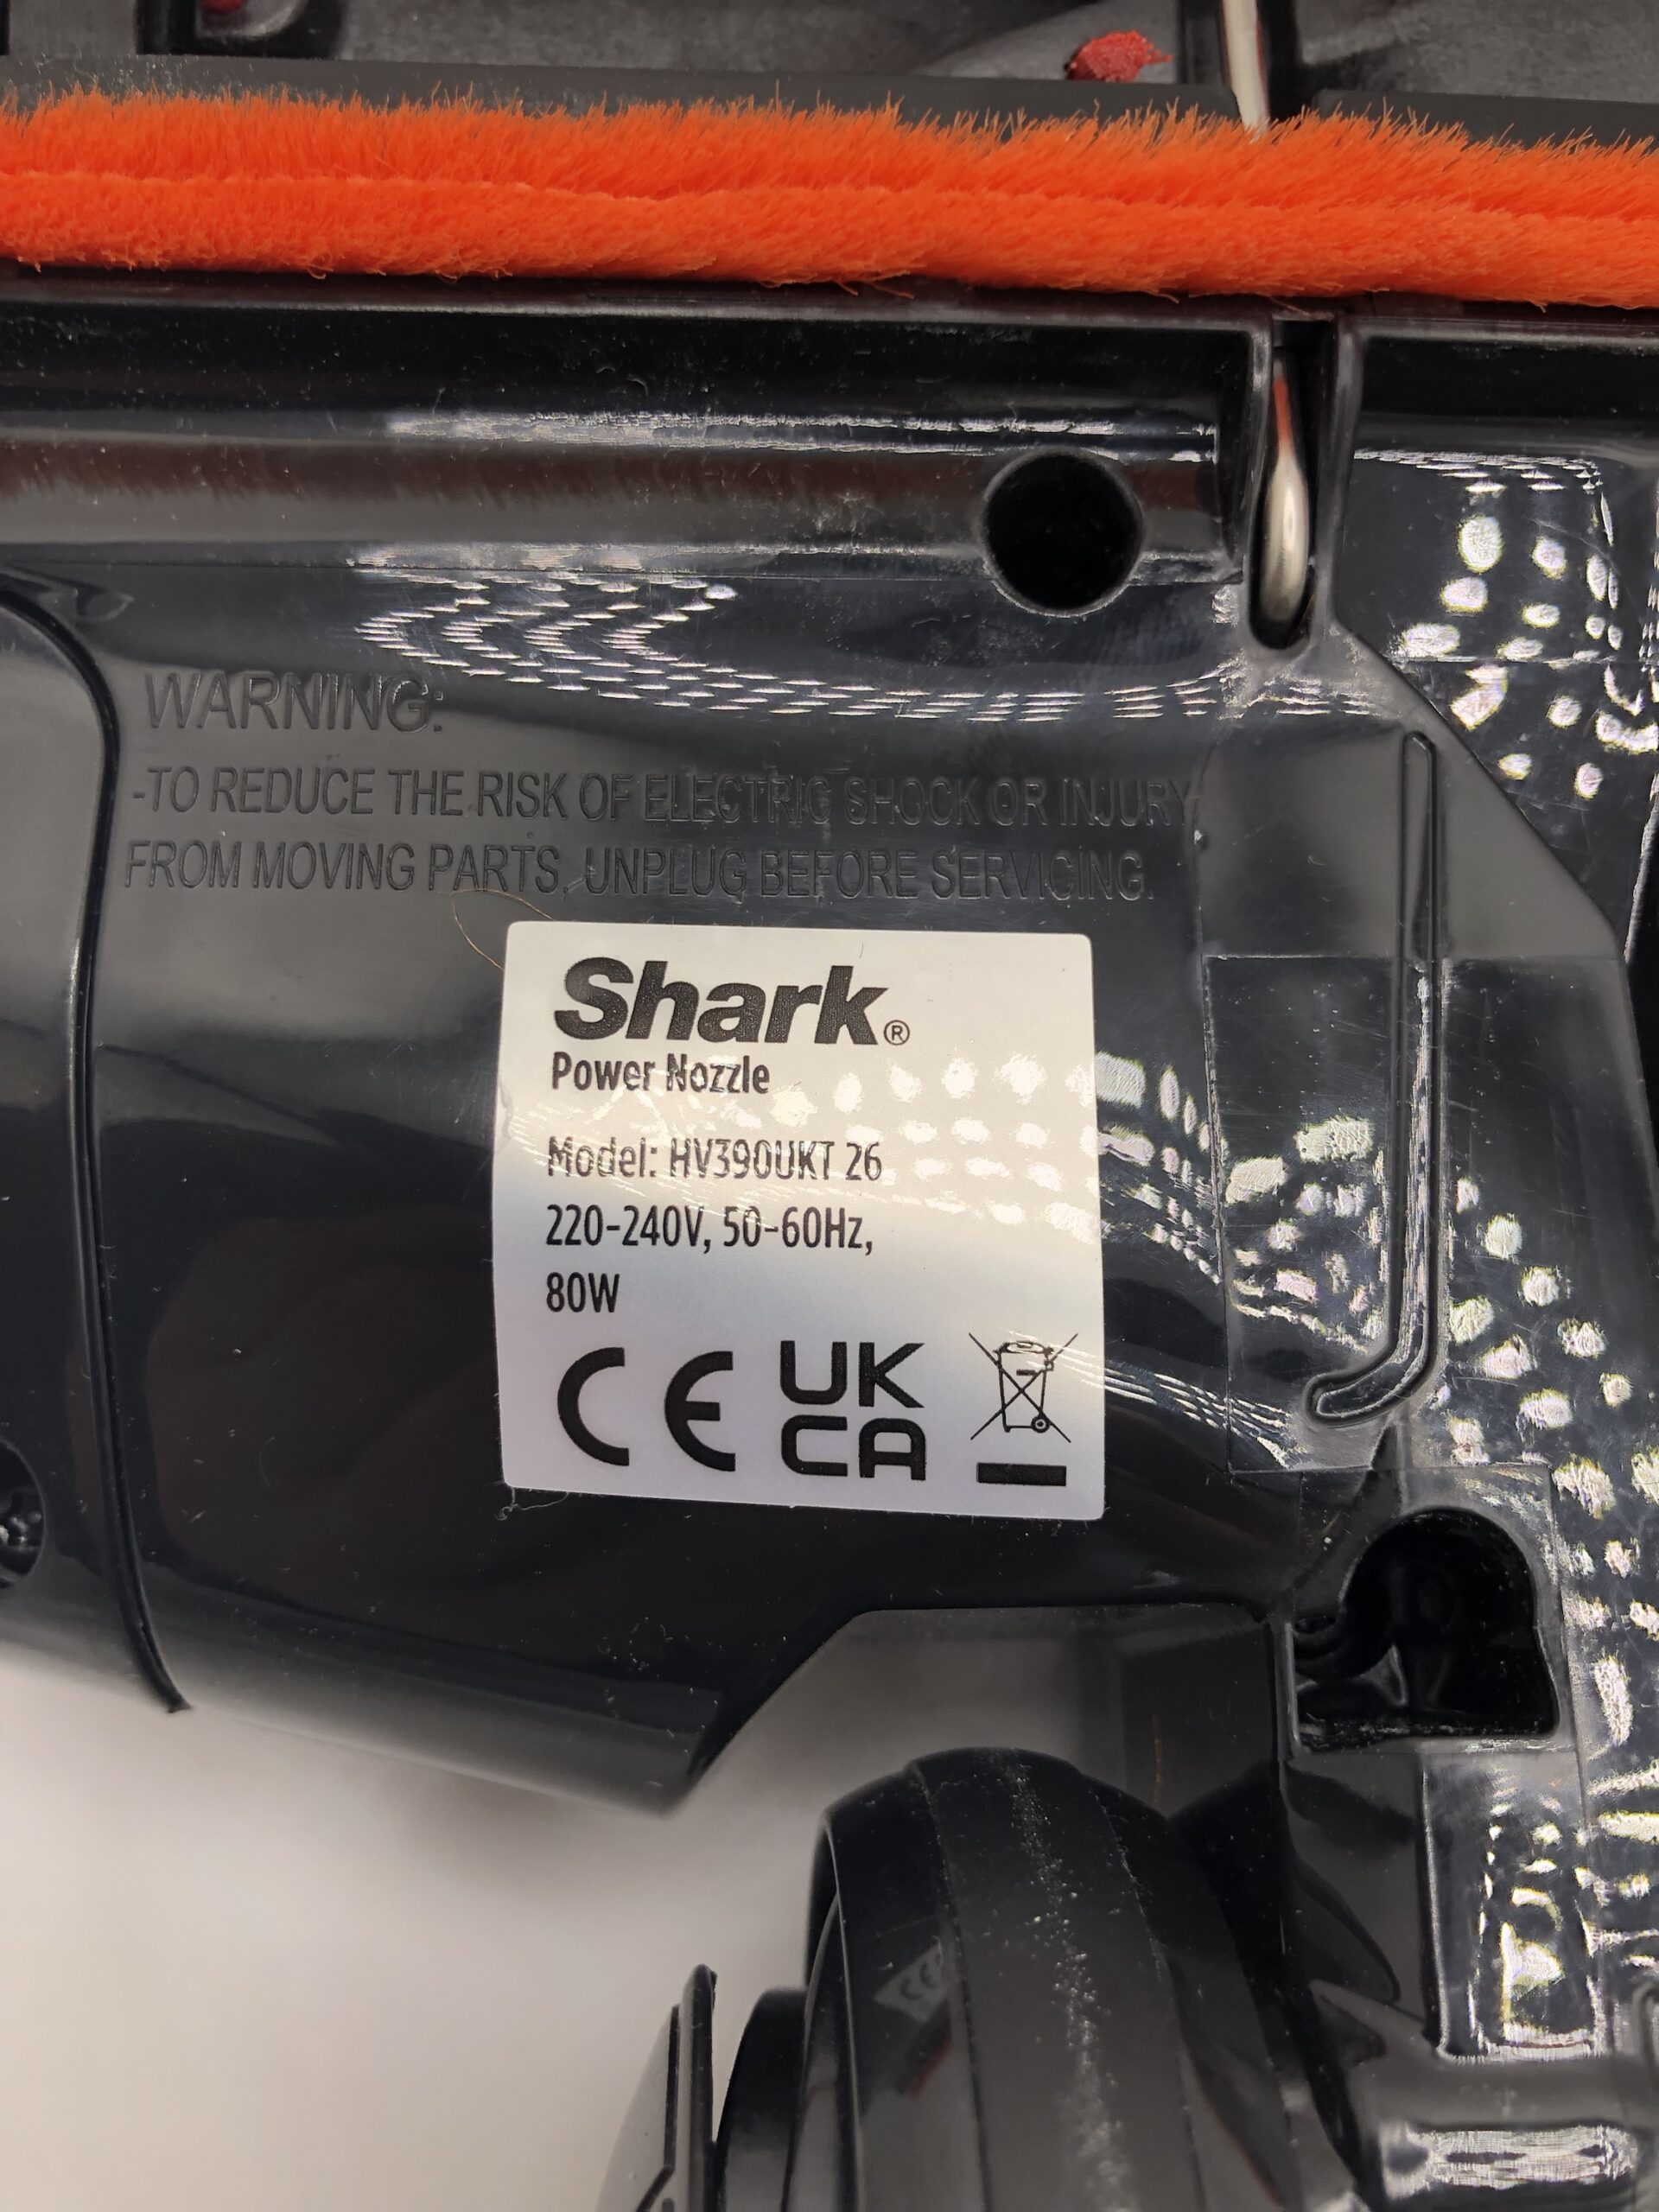 WARNING:
-TO REDUCE THE RISK OF ELECTRIC SHOCK OR INJURY
FROM MOVING PARTS, UNPLUG BEFORE SERVICING.
Shark®
Power Nozzle
Model: HV390UKT 26
220-240V, 50-60Hz,
80W
CE UK
CA